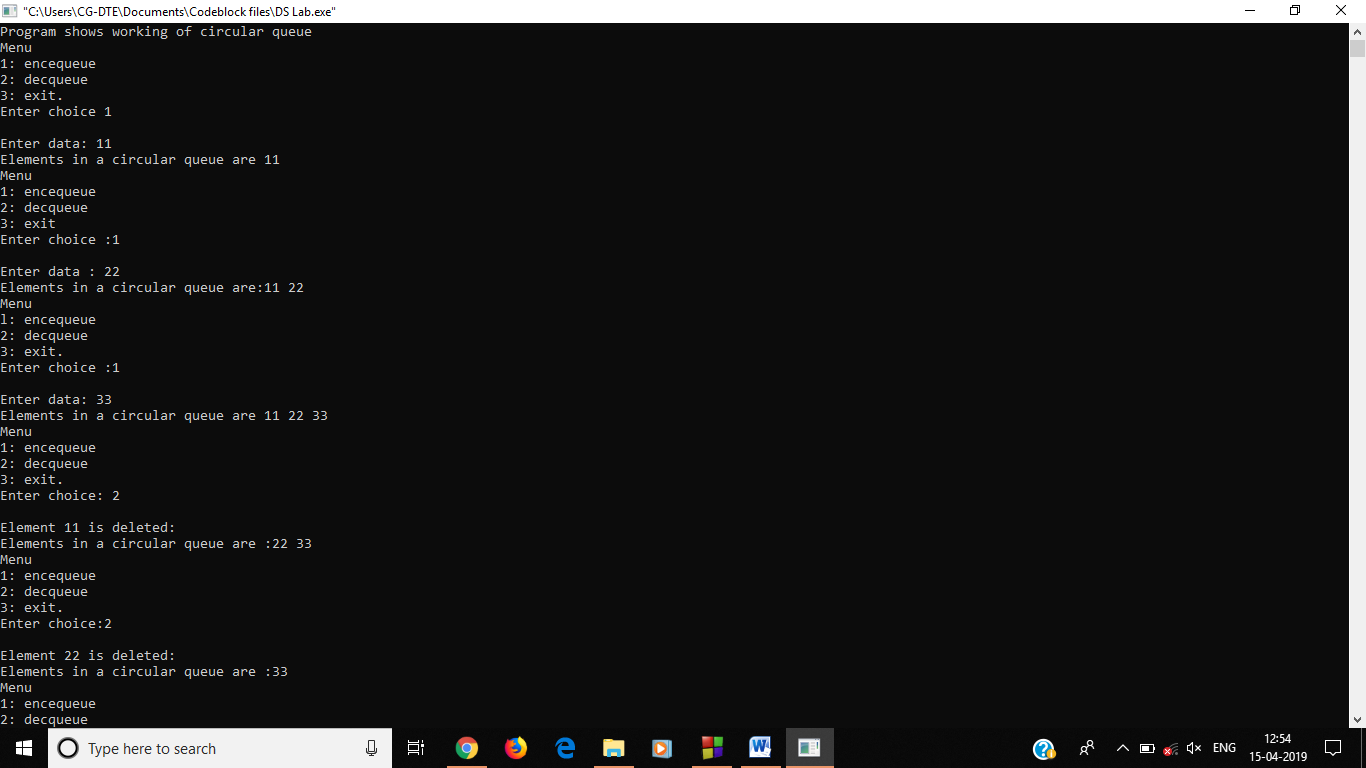 "C:\Users\CG-DTE\Documents\Codeblock files\DS Lab.exe"
Program shows working of circular queue
Menu
1: encequeue
2: decqueue
3: exit.
Enter choice 1

Enter data: 11
Elements in a circular queue are 11
Menu
1: encequeue
2: decqueue
3: exit
Enter choice :1

Enter data : 22
Elements in a circular queue are:11 22
Menu
l: encequeue
2: decqueue
3: exit.
Enter choice :1

Enter data: 33
Elements in a circular queue are 11 22 33
Menu
1: encequeue
2: decqueue
3: exit.
Enter choice: 2

Element 11 is deleted:
Elements in a circular queue are :22 33
Menu
1: encequeue
2: decqueue
3: exit.
Enter choice:2

Element 22 is deleted:
Elements in a circular queue are :33
Menu
1: encequeue
2: decqueue
Type here to search
ENG
12:54
15-04-2019